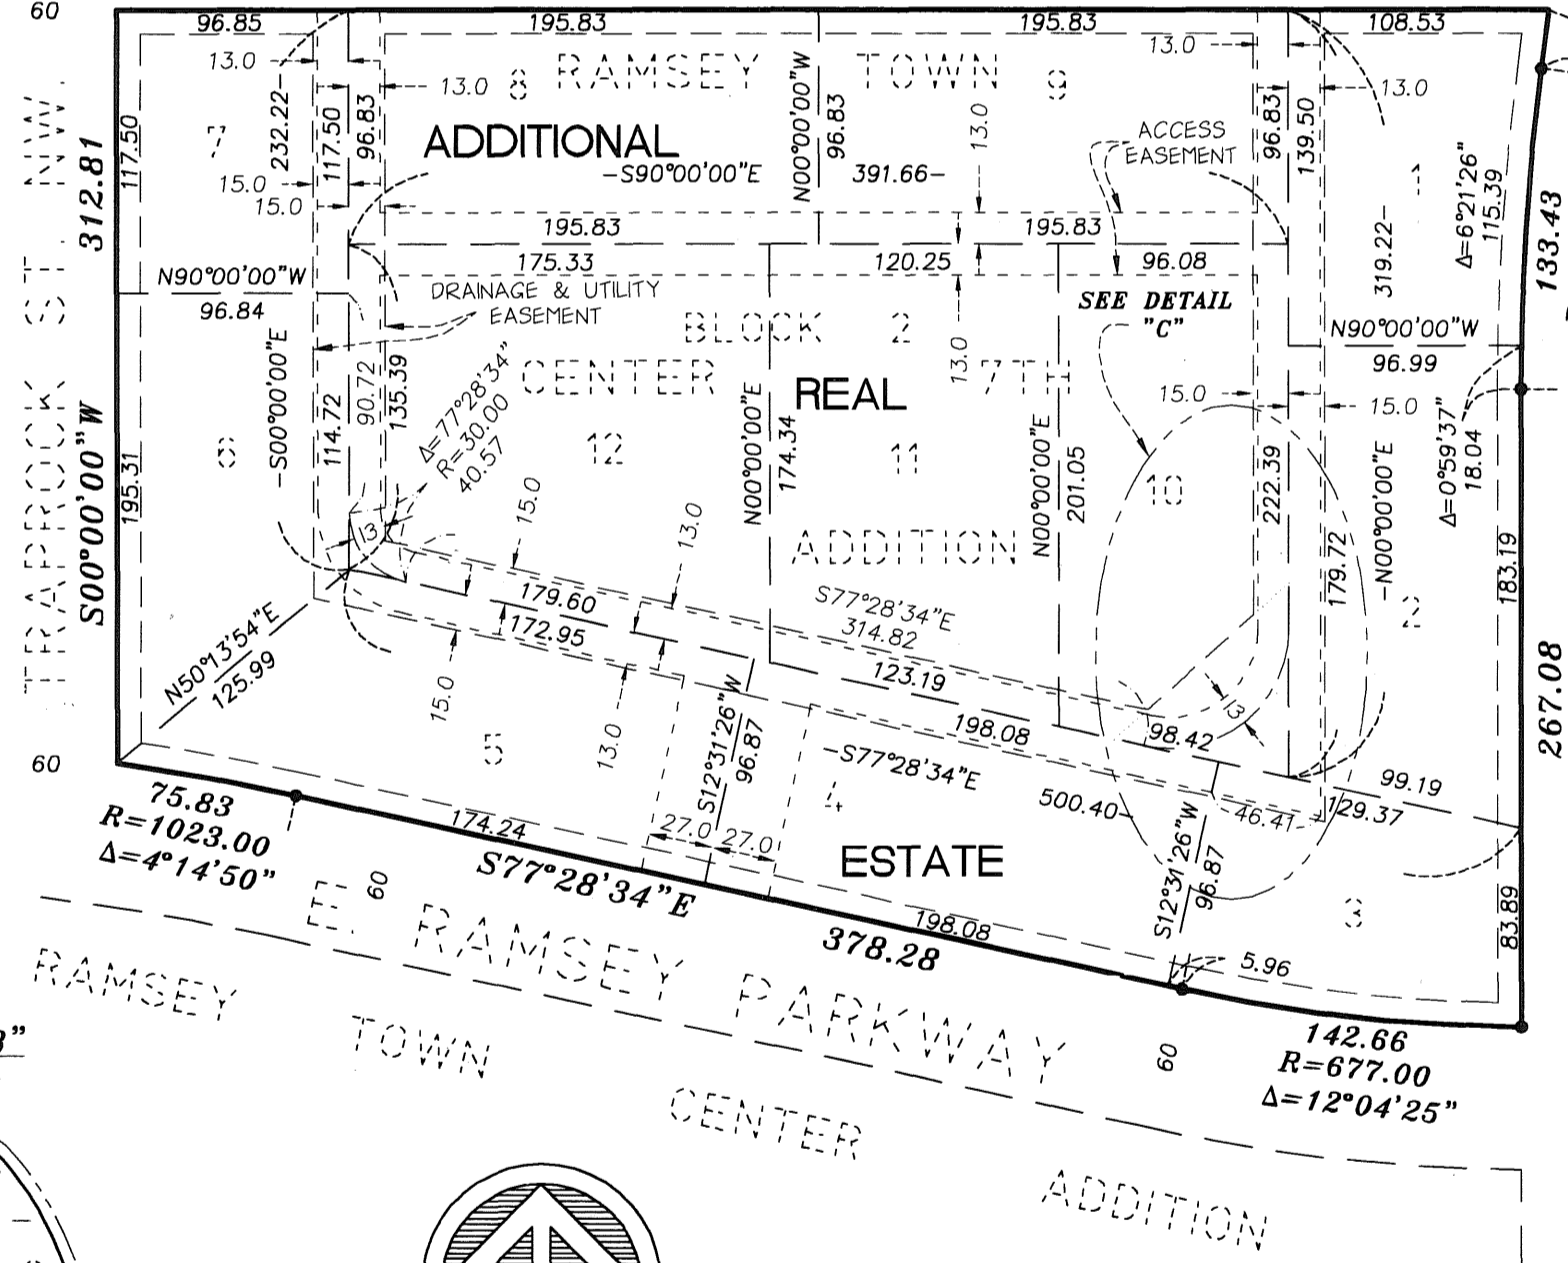 60
96.85
195.83
195.83
108.53
13.0
13.0
13.0
13.0
8
RAMSEY
TOWN
9
TRAPROCK ST. NW.
312.81
117.50
7
232.22
117.50
96.83
ADDITIONAL
N00°00'00"W
96.83
13.0
ACCESS
EASEMENT
96.83
139.50
1
Δ=6°21'26"
115.39
133.43
S90°00'00"E
391.66
15.0
15.0
195.83
195.83
319.22
N90°00'00"W
96.84
175.33
120.25
96.08
DRAINAGE & UTILITY
EASEMENT
BLOCK 2
SEE DETAIL
"C"
N90°00'00"W
96.99
S00°00'00"E
90.72
135.39
Δ=77°28'34"
R=30.00
40.57
CENTER
REAL
13.0
7TH
15.0
15.0
S00°00'00"W
195.31
6
114.72
12
N00°00'00"E
174.34
11
N00°00'00"E
201.05
10
222.39
N00°00'00"E
Δ=0°59'37"
18.04
13
15.0
13.0
ADDITION
179.72
183.19
2
179.60
172.95
S77°28'34"E
314.82
N50°13'54"E
125.99
15.0
13.0
123.19
198.08
13
98.42
267.08
60
5
S12°31'26"W
96.87
S77°28'34"E
500.40
4
99.19
129.37
46.41
75.83
R=1023.00
Δ=4°14'50"
174.24
27.0
27.0
ESTATE
S12°31'26"W
96.87
3
83.89
S77°28'34"E
198.08
378.28
5.96
60
E. RAMSEY PARKWAY
60
142.66
R=677.00
Δ=12°04'25"
RAMSEY TOWN CENTER ADDITION